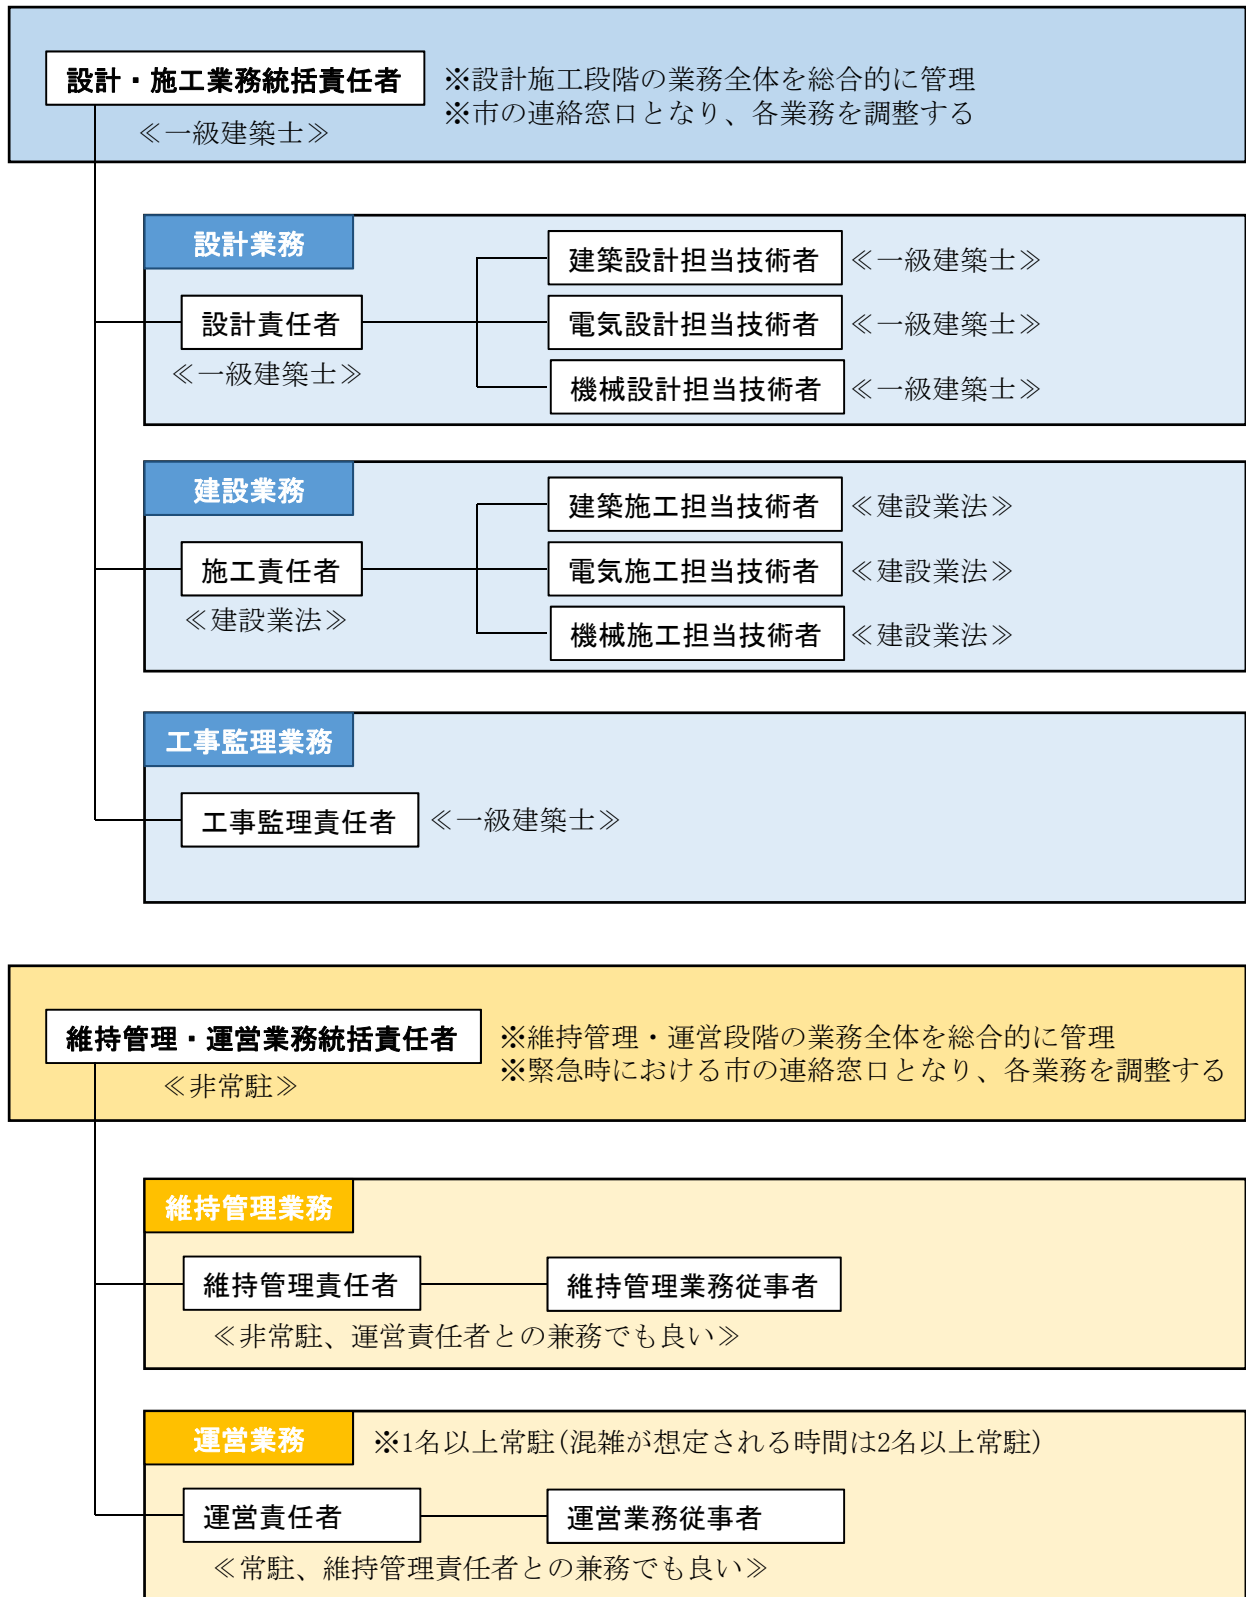 設計・施工業務統括責任者
※設計施工段階の業務全体を総合的に管理
※市の連絡窓口となり、各業務を調整する
≪一級建築士≫
設計業務
建築設計担当技術者
≪一級建築士≫
設計責任者
電気設計担当技術者
≪一級建築士≫
≪一級建築士≫
機械設計担当技術者
≪一級建築士≫
建設業務
建築施工担当技術者
≪建設業法≫
施工責任者
電気施工担当技術者
≪建設業法≫
≪建設業法≫
機械施工担当技術者
≪建設業法≫
工事監理業務
工事監理責任者
≪一級建築士≫
維持管理・運営業務統括責任者
※維持管理・運営段階の業務全体を総合的に管理
※緊急時における市の連絡窓口となり、各業務を調整する
≪非常駐≫
維持管理業務
維持管理責任者
維持管理業務従事者
≪非常駐、運営責任者との兼務でも良い≫
運営業務
※1名以上常駐(混雑が想定される時間は2名以上常駐)
運営責任者
運営業務従事者
≪常駐、維持管理責任者との兼務でも良い≫